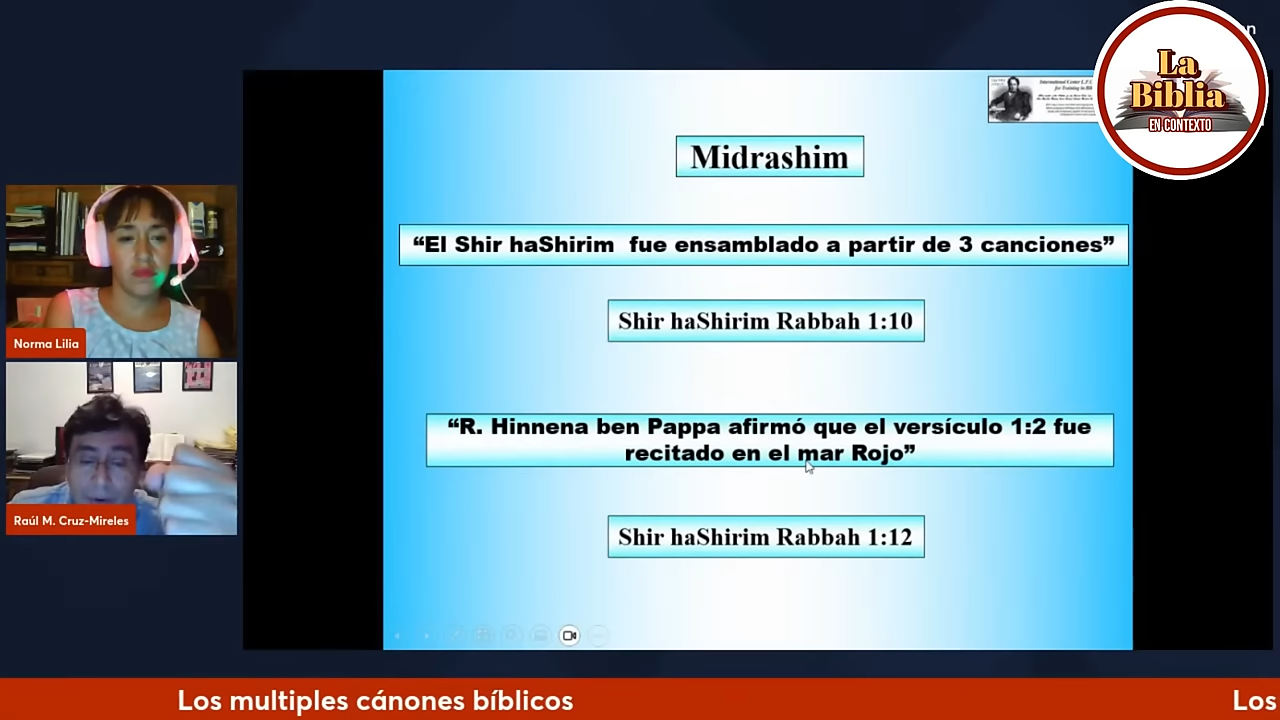 La
Biblia
EN CONTEXTO
Midrashim
“El Shir haShirim fue ensamblado a partir de 3 canciones”
Shir haShirim Rabbah 1:10
“R. Hinnena ben Pappa afirmó que el versículo 1:2 fue
recitado en el mar Rojo”
Shir haShirim Rabbah 1:12
Norma Lilia
Raúl M. Cruz-Mireles
Los multiples cánones bíblicos
Los